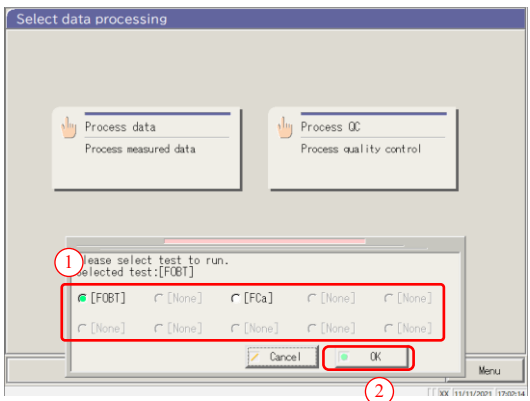 Select data processing
Process data
Process measured data
Process QC
Process quality control
1
Please select test to run.
Selected test:[FOBT]
[FOBT] [None] [FCa] [None] [None]
[None] [None] [None] [None] [None]
Cancel OK
2
Menu
XX 11/11/2021 17:02:14